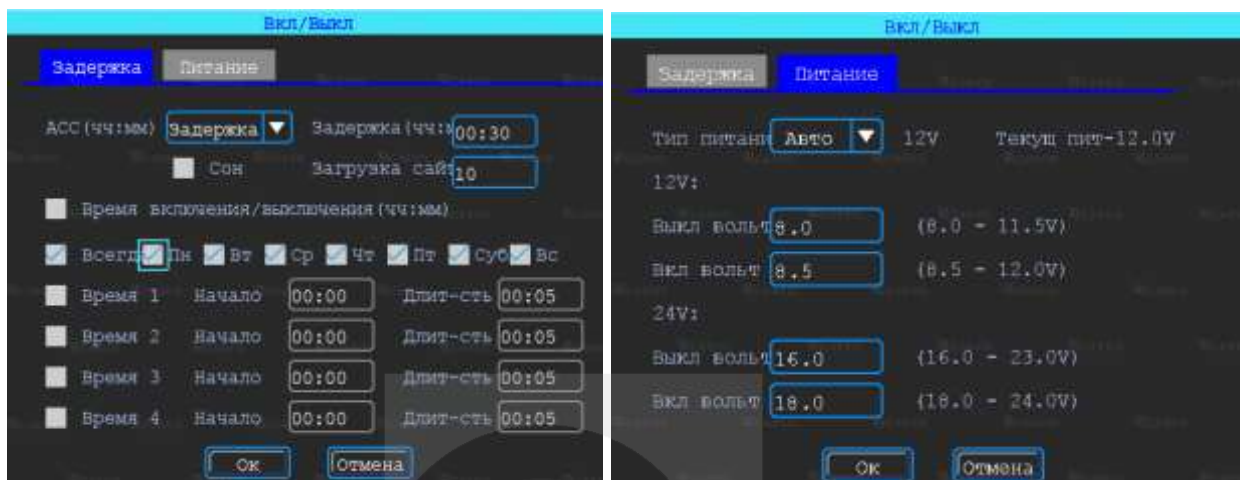 Вкл/Выкл
Задержка Питание
ACC(чч:мм) Задержка Задержка(чч: 00:30
Сон Загрузка сайт 10
Время включения/выключения(чч:мм)
Всегд Пн Вт Ср Чт Пт Суб Вс
Время 1 Начало 00:00 Длит-сть 00:05
Время 2 Начало 00:00 Длит-сть 00:05
Время 3 Начало 00:00 Длит-сть 00:05
Время 4 Начало 00:00 Длит-сть 00:05
Ок Отмена
Вкл/Выкл
Задержка Питание
Тип питани Авто 12V Текущ пит-12.0V
12V:
Выкл вольт 8.0 (8.0 - 11.5V)
Вкл вольт 8.5 (8.5 - 12.0V)
24V:
Выкл вольт 16.0 (16.0 - 23.0V)
Вкл вольт 18.0 (18.0 - 24.0V)
Ок Отмена